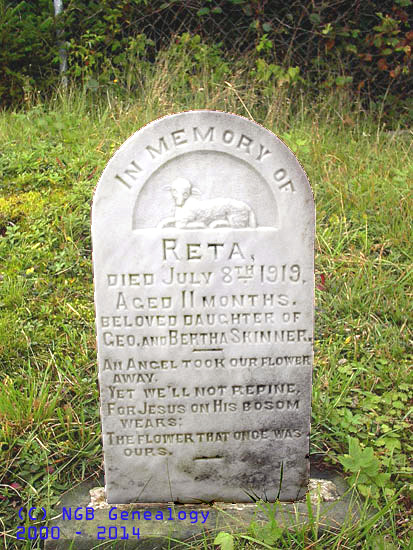 IN MEMORY OF
RETA,
DIED JULY 8TH 1919.
AGED 11 MONTHS.
BELOVED DAUGHTER OF
GEO. AND BERTHA SKINNER.
AN ANGEL TOOK OUR FLOWER
AWAY.
YET WE'LL NOT REPINE,
FOR JESUS ON HIS BOSOM
WEARS;
THE FLOWER THAT ONCE WAS
OURS.
(C) NGB Genealogy
2000 - 2014